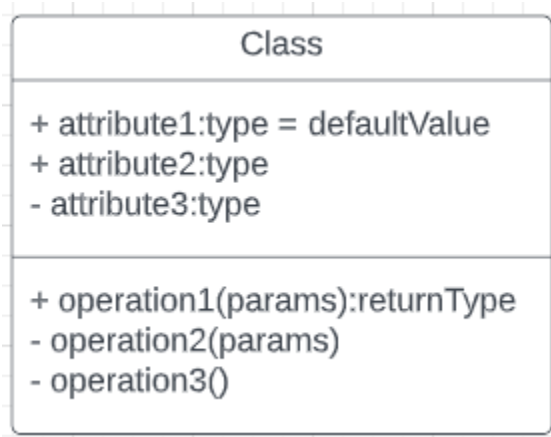 Class
+ attribute1:type = defaultValue
+ attribute2:type
- attribute3:type
+ operation1(params):returnType
- operation2(params)
- operation3()